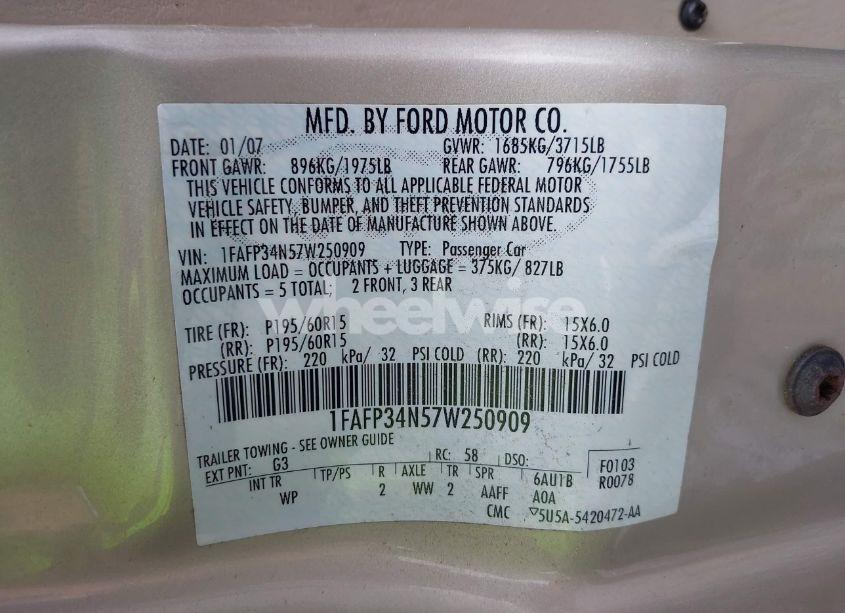 MFD. BY FORD MOTOR CO.
DATE: 01/07 GVWR: 1685KG/3715LB
FRONT GAWR: 896KG/1975LB REAR GAWR: 796KG/1755LB
THIS VEHICLE CONFORMS TO ALL APPLICABLE FEDERAL MOTOR
VEHICLE SAFETY, BUMPER, AND THEFT PREVENTION STANDARDS
IN EFFECT ON THE DATE OF MANUFACTURE SHOWN ABOVE.
VIN: 1FAFP34N57W250909 TYPE: Passenger Car
MAXIMUM LOAD = OCCUPANTS + LUGGAGE = 375KG/ 827LB
OCCUPANTS = 5 TOTAL; 2 FRONT, 3 REAR
wheelwise
TIRE (FR): P195/60R15 RIMS (FR): 15X6.0
(RR): P195/60R15 (RR): 15X6.0
PRESSURE (FR): 220 kPa/ 32 PSI COLD (RR): 220 kPa/ 32 PSI COLD
1FAFP34N57W250909
TRAILER TOWING - SEE OWNER GUIDE
EXT PNT: G3 RC: 58 DSO: F0103
INT TR TP/PS R AXLE TR SPR 6AU1B R0078
WP 2 WW 2 AAFF A0A
CMC ▽5U5A-5420472-AA